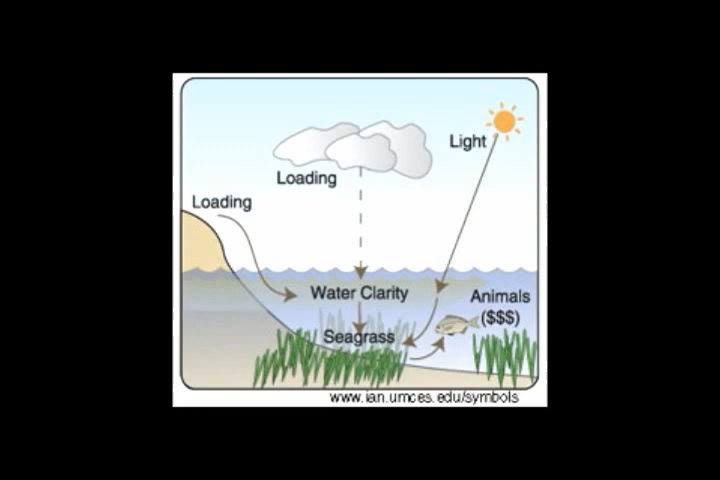 Light
Loading
Loading
Water Clarity
Animals
($$$)
Seagrass
www.ian.umces.edu/symbols